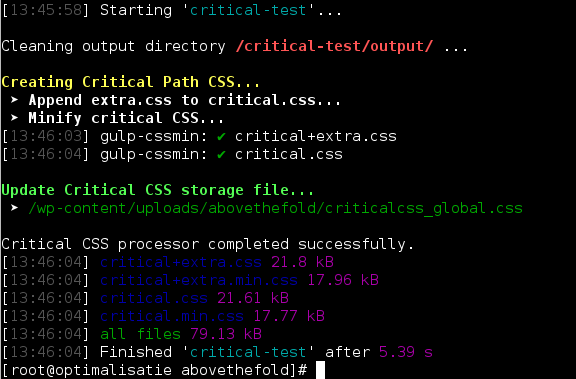 [13:45:58] Starting 'critical-test'...
Cleaning output directory /critical-test/output/ ...
Creating Critical Path CSS...
➤ Append extra.css to critical.css...
➤ Minify critical CSS...
[13:46:03] gulp-cssmin: ✔ critical+extra.css
[13:46:04] gulp-cssmin: ✔ critical.css
Update Critical CSS storage file...
➤ /wp-content/uploads/abovethefold/criticalcss_global.css
Critical CSS processor completed successfully.
[13:46:04] critical+extra.css 21.8 kB
[13:46:04] critical+extra.min.css 17.96 kB
[13:46:04] critical.css 21.61 kB
[13:46:04] critical.min.css 17.77 kB
[13:46:04] all files 79.13 kB
[13:46:04] Finished 'critical-test' after 5.39 s
[root@optimalisatie abovethefold]#